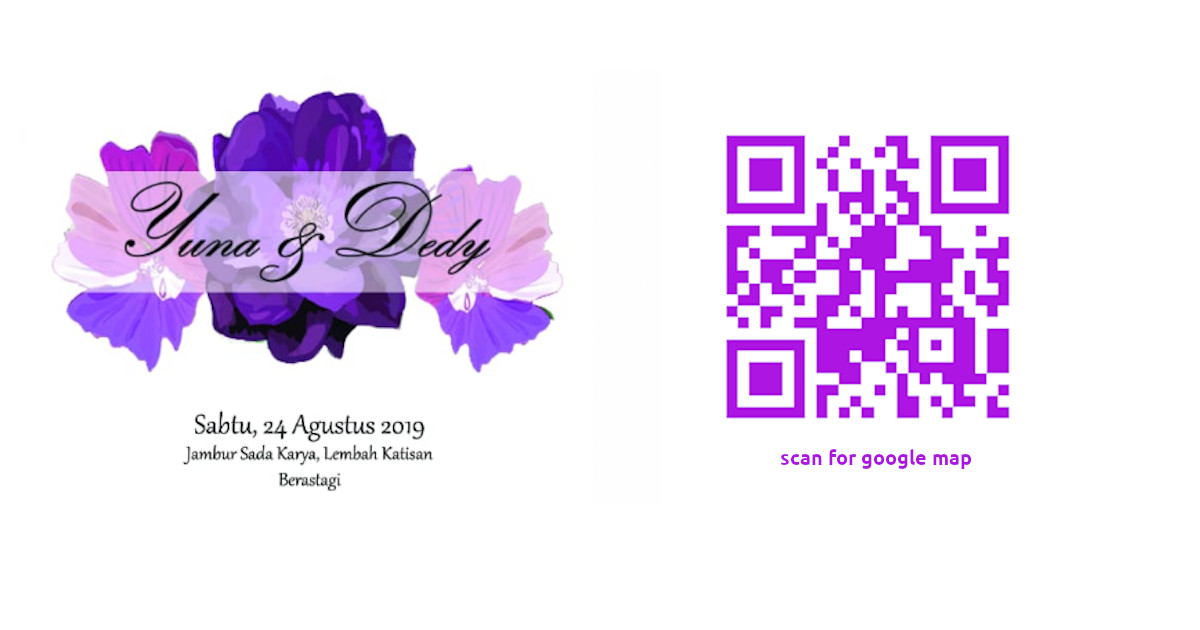 Yuna & Dedy
Sabtu, 24 Agustus 2019
Jambur Sada Karya, Lembah Katisan
Berastagi
scan for google map